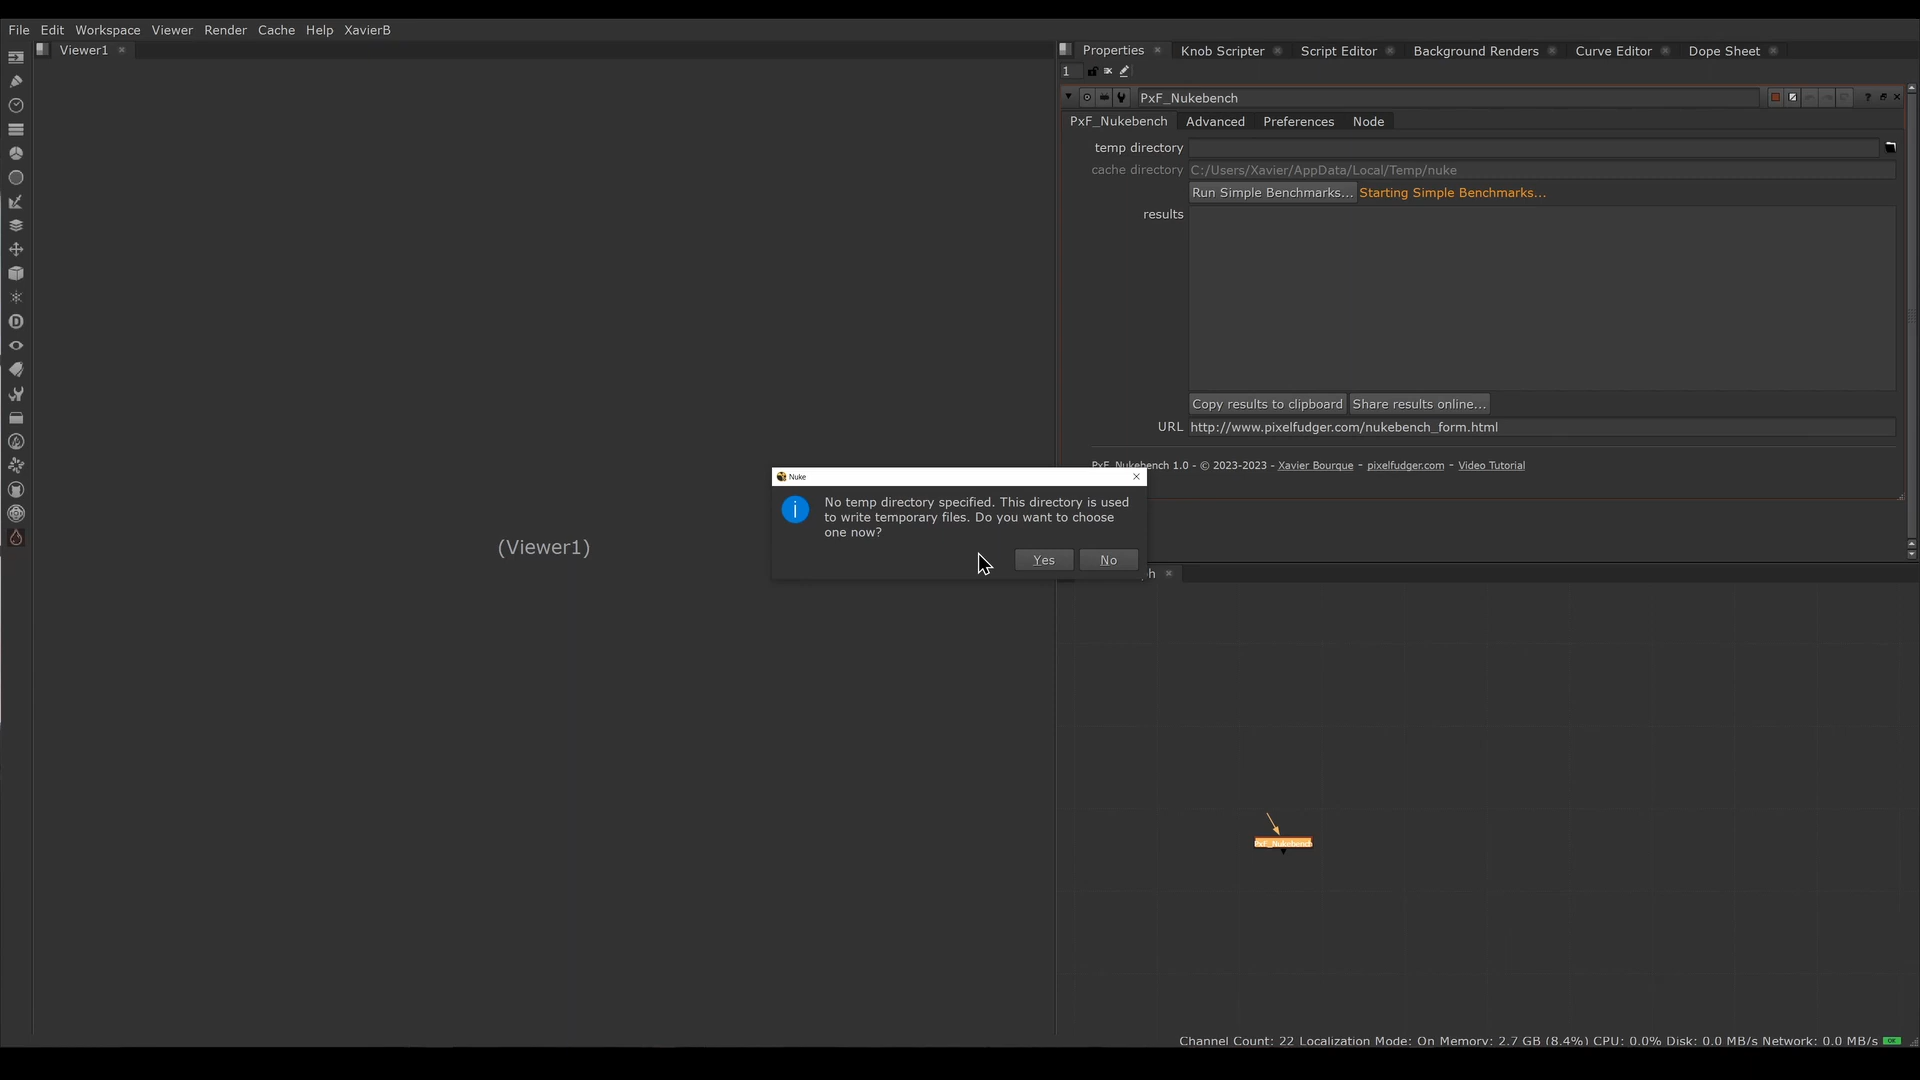 File Edit Workspace Viewer Render Cache Help XavierB
Viewer1
Properties Knob Scripter Script Editor Background Renders Curve Editor Dope Sheet
1
PxF_Nukebench
?
PxF_Nukebench Advanced Preferences Node
temp directory
cache directory C:/Users/Xavier/AppData/Local/Temp/nuke
Run Simple Benchmarks... Starting Simple Benchmarks...
results
Copy results to clipboard Share results online...
URL http://www.pixelfudger.com/nukebench_form.html
PxF_Nukebench 1.0 - © 2023-2023 - Xavier Bourque - pixelfudger.com - Video Tutorial
Nuke
No temp directory specified. This directory is used
to write temporary files. Do you want to choose
one now?
Yes No
(Viewer1)
PxF_Nukebench
Channel Count: 22 Localization Mode: On Memory: 2.7 GB (8.4%) CPU: 0.0% Disk: 0.0 MB/s Network: 0.0 MB/s